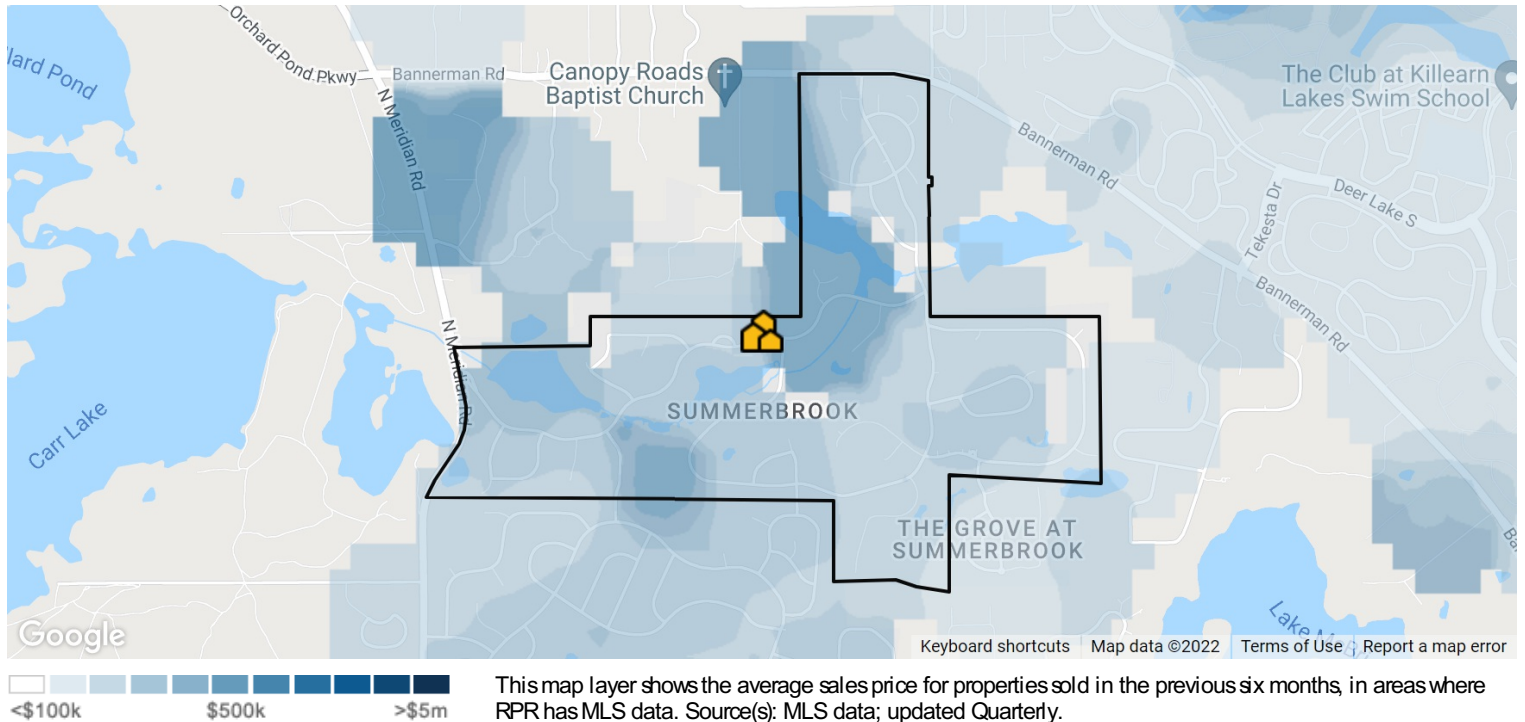 Orchard Pond Pkwy
Bannerman Rd
Canopy Roads
Baptist Church
The Club at Killearn
Lakes Swim School
llard Pond
N Meridian Rd
Bannerman Rd
Deer Lake S
Tekesta Dr
Bannerman Rd
N Meridian Rd
SUMMERBROOK
Carr Lake
THE GROVE AT
SUMMERBROOK
Google
Keyboard shortcuts Map data ©2022 Terms of Use Report a map error
<$100k $500k >$5m
This map layer shows the average sales price for properties sold in the previous six months, in areas where
RPR has MLS data. Source(s): MLS data; updated Quarterly.